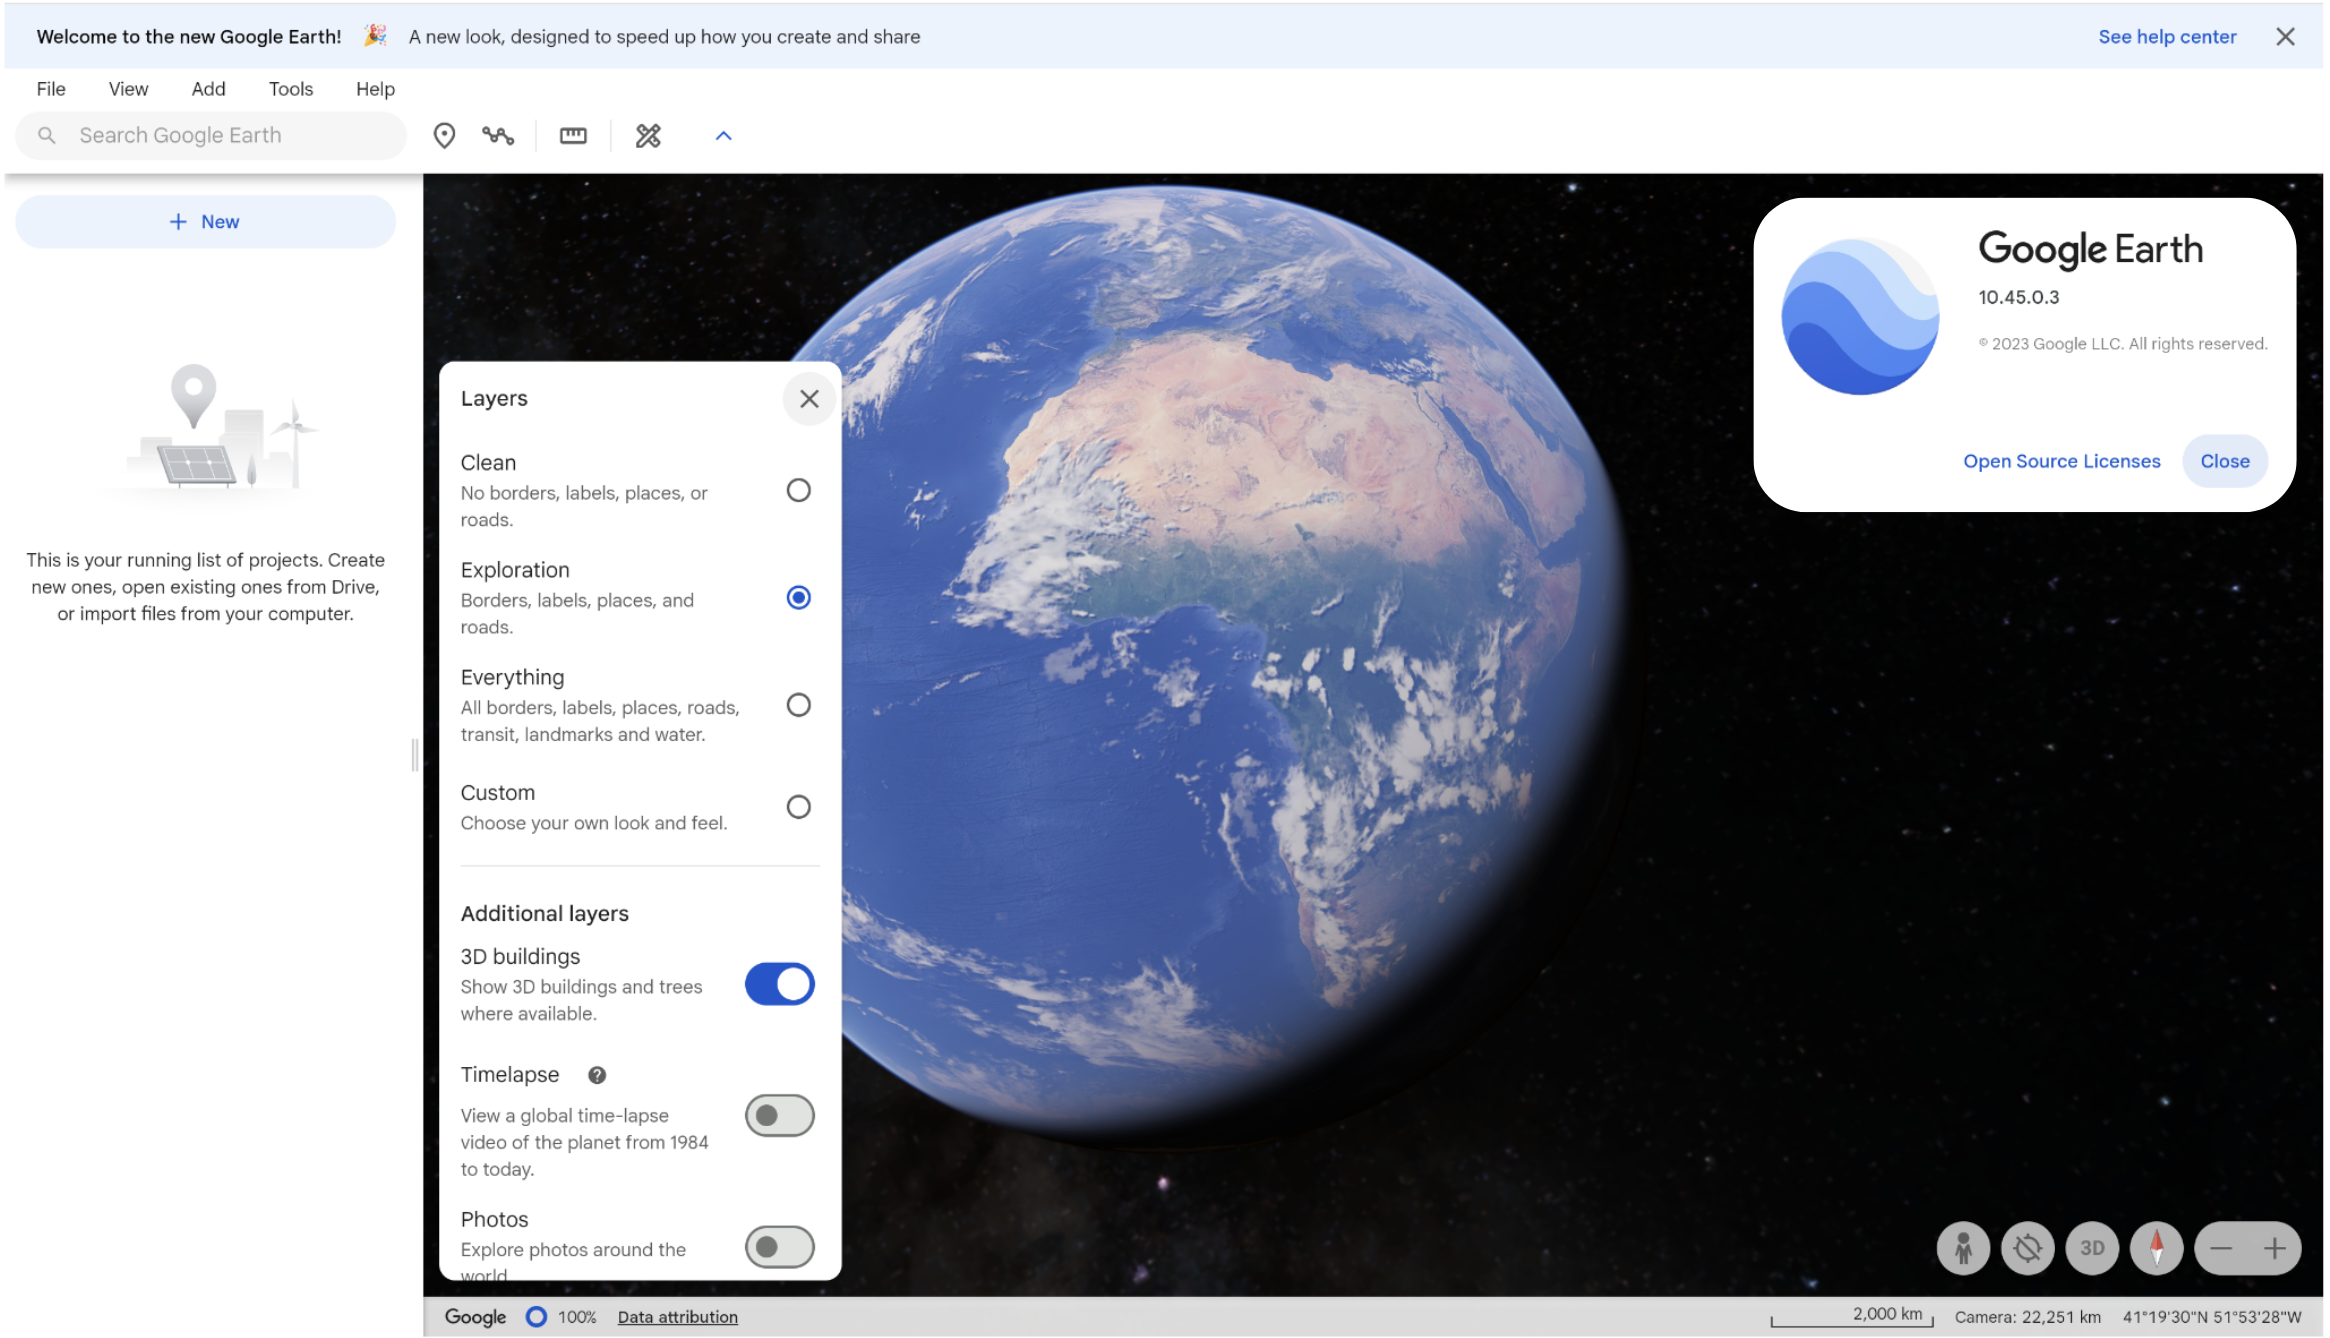 Welcome to the new Google Earth! 🎉 A new look, designed to speed up how you create and share
See help center
File View Add Tools Help
Search Google Earth
New
This is your running list of projects. Create
new ones, open existing ones from Drive,
or import files from your computer.
Layers
Clean
No borders, labels, places, or
roads.
Exploration
Borders, labels, places, and
roads.
Everything
All borders, labels, places, roads,
transit, landmarks and water.
Custom
Choose your own look and feel.
Additional layers
3D buildings
Show 3D buildings and trees
where available.
Timelapse ?
View a global time-lapse
video of the planet from 1984
to today.
Photos
Explore photos around the
world
Google Earth
10.45.0.3
© 2023 Google LLC. All rights reserved.
Open Source Licenses Close
3D
Google 100% Data attribution
2,000 km Camera: 22,251 km 41°19'30"N 51°53'28"W